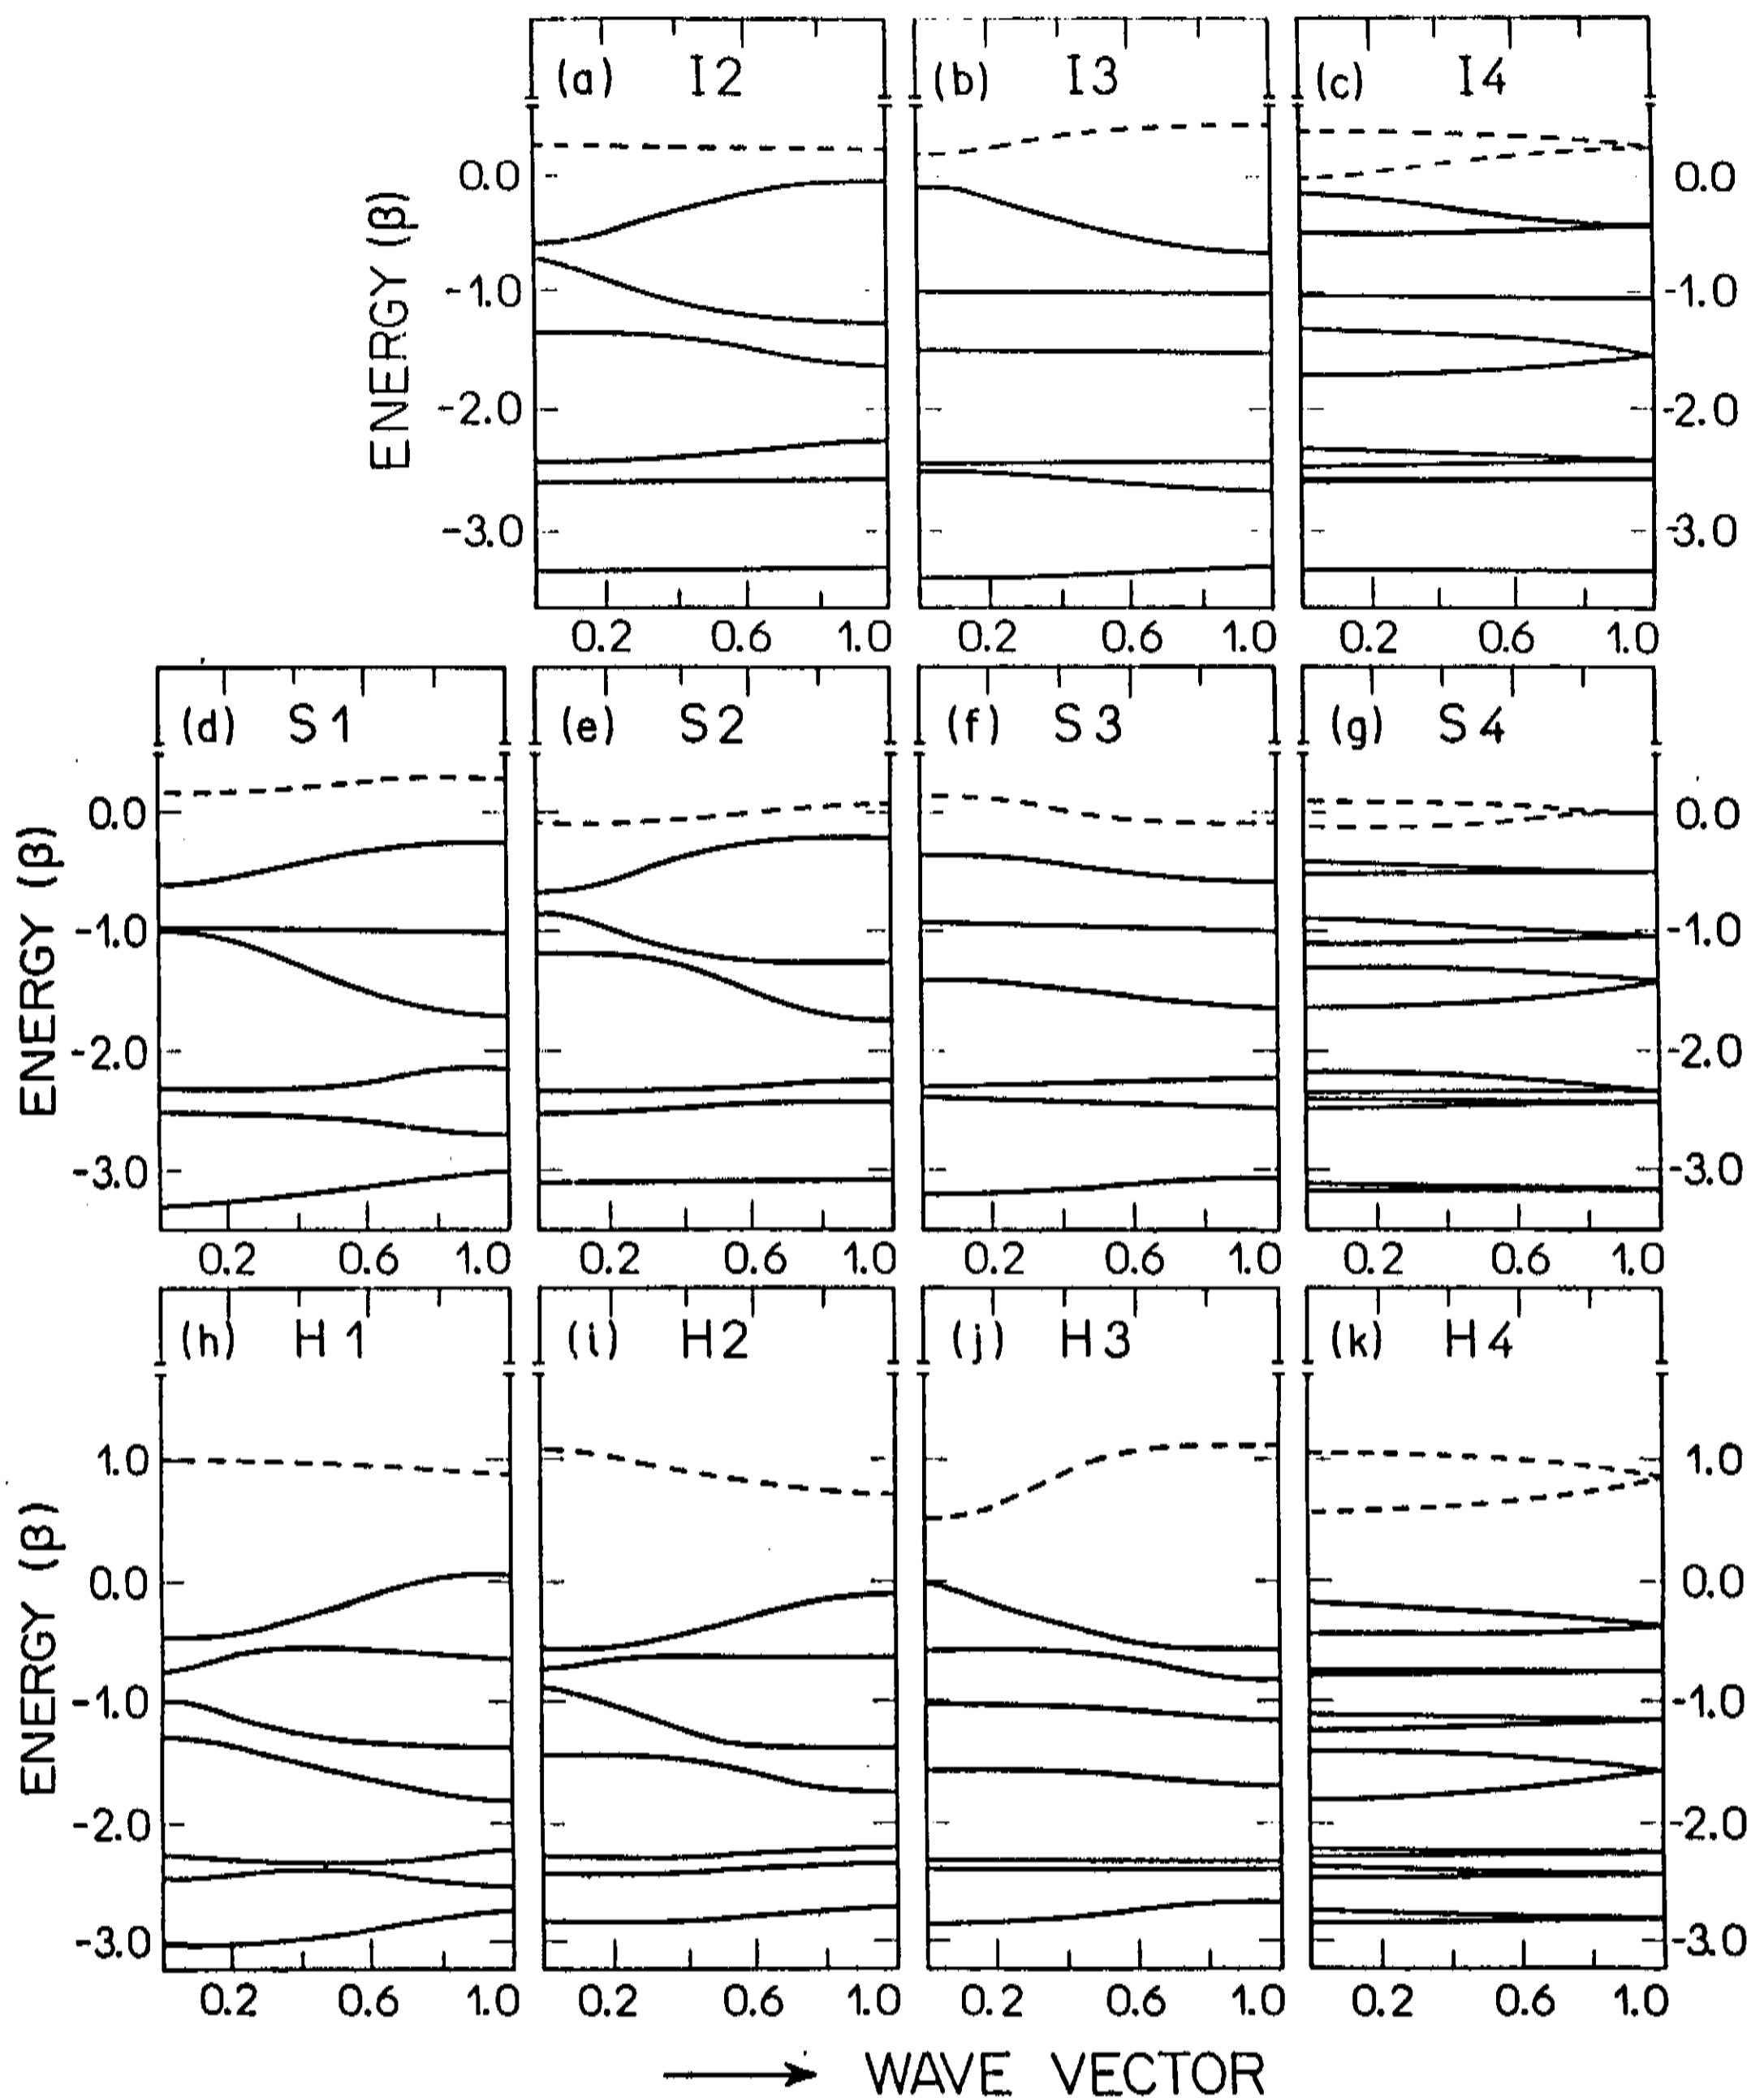 (a) I2 (b) I3 (c) I4
ENERGY (β)
0.0 0.0
-1.0 -1.0
-2.0 -2.0
-3.0 -3.0
0.2 0.6 1.0 0.2 0.6 1.0 0.2 0.6 1.0
(d) S1 (e) S2 (f) S3 (g) S4
ENERGY (β)
0.0 0.0
-1.0 -1.0
-2.0 -2.0
-3.0 -3.0
0.2 0.6 1.0 0.2 0.6 1.0 0.2 0.6 1.0 0.2 0.6 1.0
(h) H1 (i) H2 (j) H3 (k) H4
ENERGY (β)
1.0 1.0
0.0 0.0
-1.0 -1.0
-2.0 -2.0
-3.0 -3.0
0.2 0.6 1.0 0.2 0.6 1.0 0.2 0.6 1.0 0.2 0.6 1.0
→ WAVE VECTOR